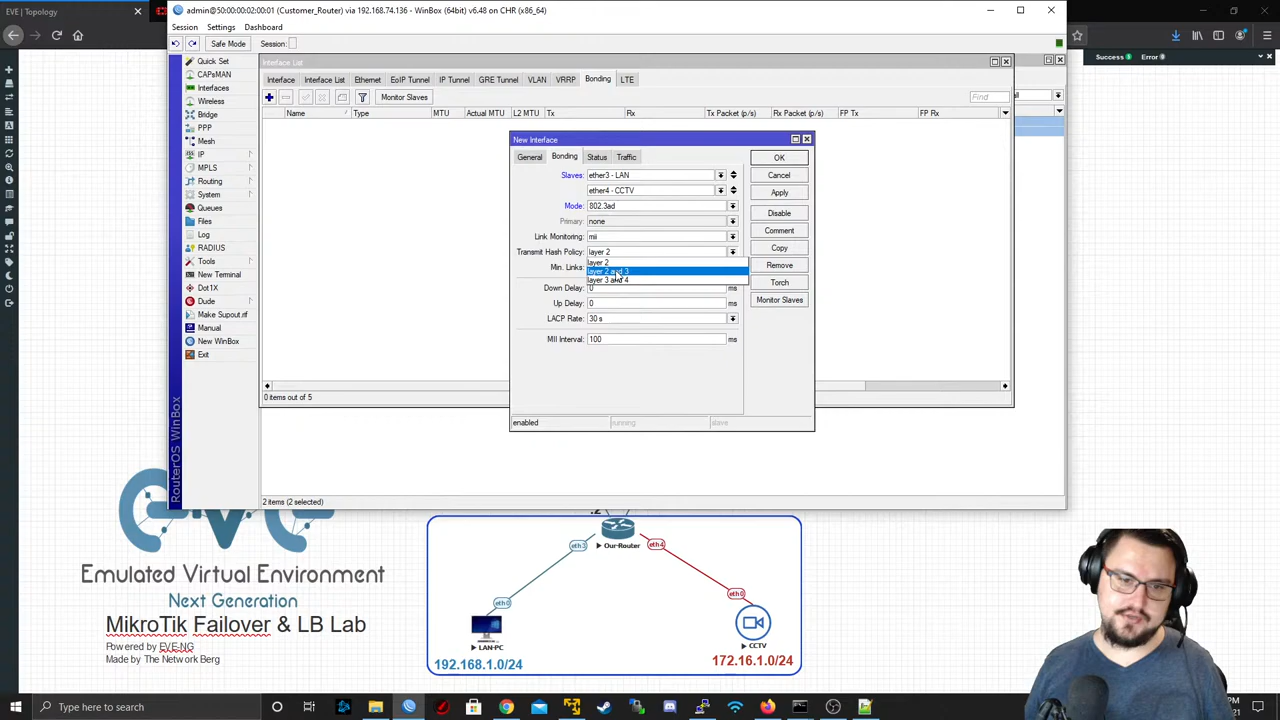 EVE | Topology
admin@50:00:00:02:00:01 (Customer_Router) via 192.168.74.136 - WinBox (64bit) v6.48 on CHR (x86_64)
Session Settings Dashboard
Safe Mode Session:
Success Error
Quick Set
CAPsMAN
Interfaces
Wireless
Bridge
PPP
Mesh
IP
MPLS
Routing
System
Queues
Files
Log
RADIUS
Tools
New Terminal
Dot1X
Dude
Make Supout.rif
Manual
New WinBox
Exit
RouterOS WinBox
Interface List
Interface Interface List Ethernet EoIP Tunnel IP Tunnel GRE Tunnel VLAN VRRP Bonding LTE
Monitor Slaves Find
Name Type MTU Actual MTU L2 MTU Tx Rx Tx Packet (p/s) Rx Packet (p/s) FP Tx FP Rx
0 items out of 5
2 items (2 selected)
New Interface
General Bonding Status Traffic
Slaves: ether3 - LAN
ether4 - CCTV
Mode: 802.3ad
Primary: none
Link Monitoring: mii
Transmit Hash Policy: layer 2
layer 2
layer 2 and 3
layer 3 and 4
Min. Links:
Down Delay: 0 ms
Up Delay: 0 ms
LACP Rate: 30 s
MII Interval: 100 ms
OK
Cancel
Apply
Disable
Comment
Copy
Remove
Torch
Monitor Slaves
enabled running slave
Emulated Virtual Environment
Next Generation
MikroTik Failover & LB Lab
Powered by EVE-NG
Made by The Network Berg
.2
Our-Router
eth3
eth4
eth0
eth0
LAN-PC
CCTV
192.168.1.0/24
172.16.1.0/24
Type here to search